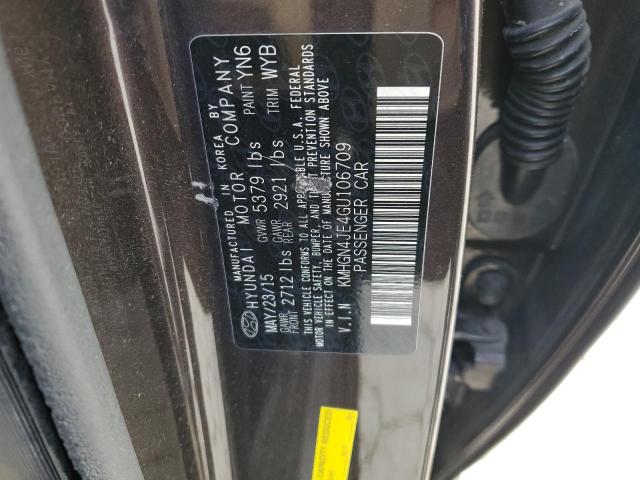 MANUFACTURED IN KOREA BY
HYUNDAI MOTOR COMPANY
MAY/23/15 GVWR 5379 lbs PAINT YN6
GAWR FRONT 2712 lbs GAWR REAR 2921 lbs TRIM WYB
THIS VEHICLE CONFORMS TO ALL APPLICABLE U.S.A. FEDERAL
MOTOR VEHICLE SAFETY, BUMPER, AND THEFT PREVENTION STANDARDS
IN EFFECT ON THE DATE OF MANUFACTURE SHOWN ABOVE
V.I.N KMHGN4JE4GU106709
PASSENGER CAR
CAPACITY REDUCED